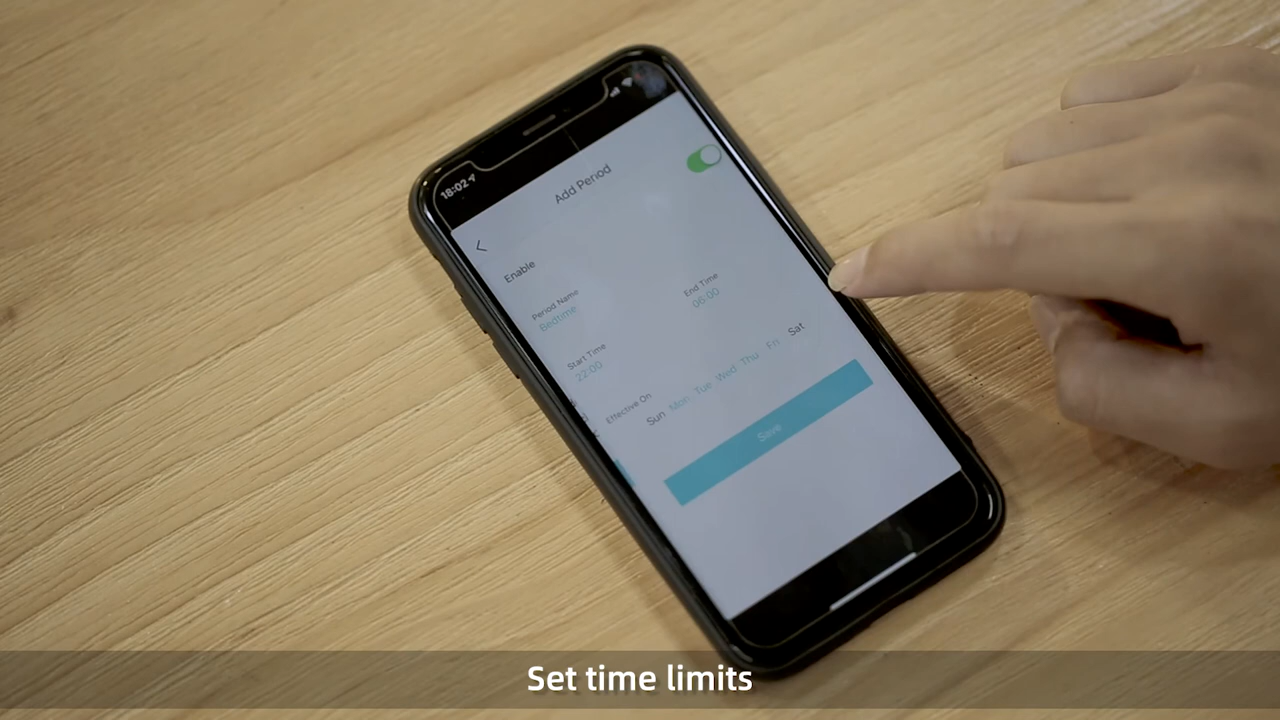 18:02
Add Period
Enable
Period Name
Bedtime
Start Time
22:00
End Time
06:00
Effective On
Sun Mon Tue Wed Thu Fri Sat
Save
Set time limits